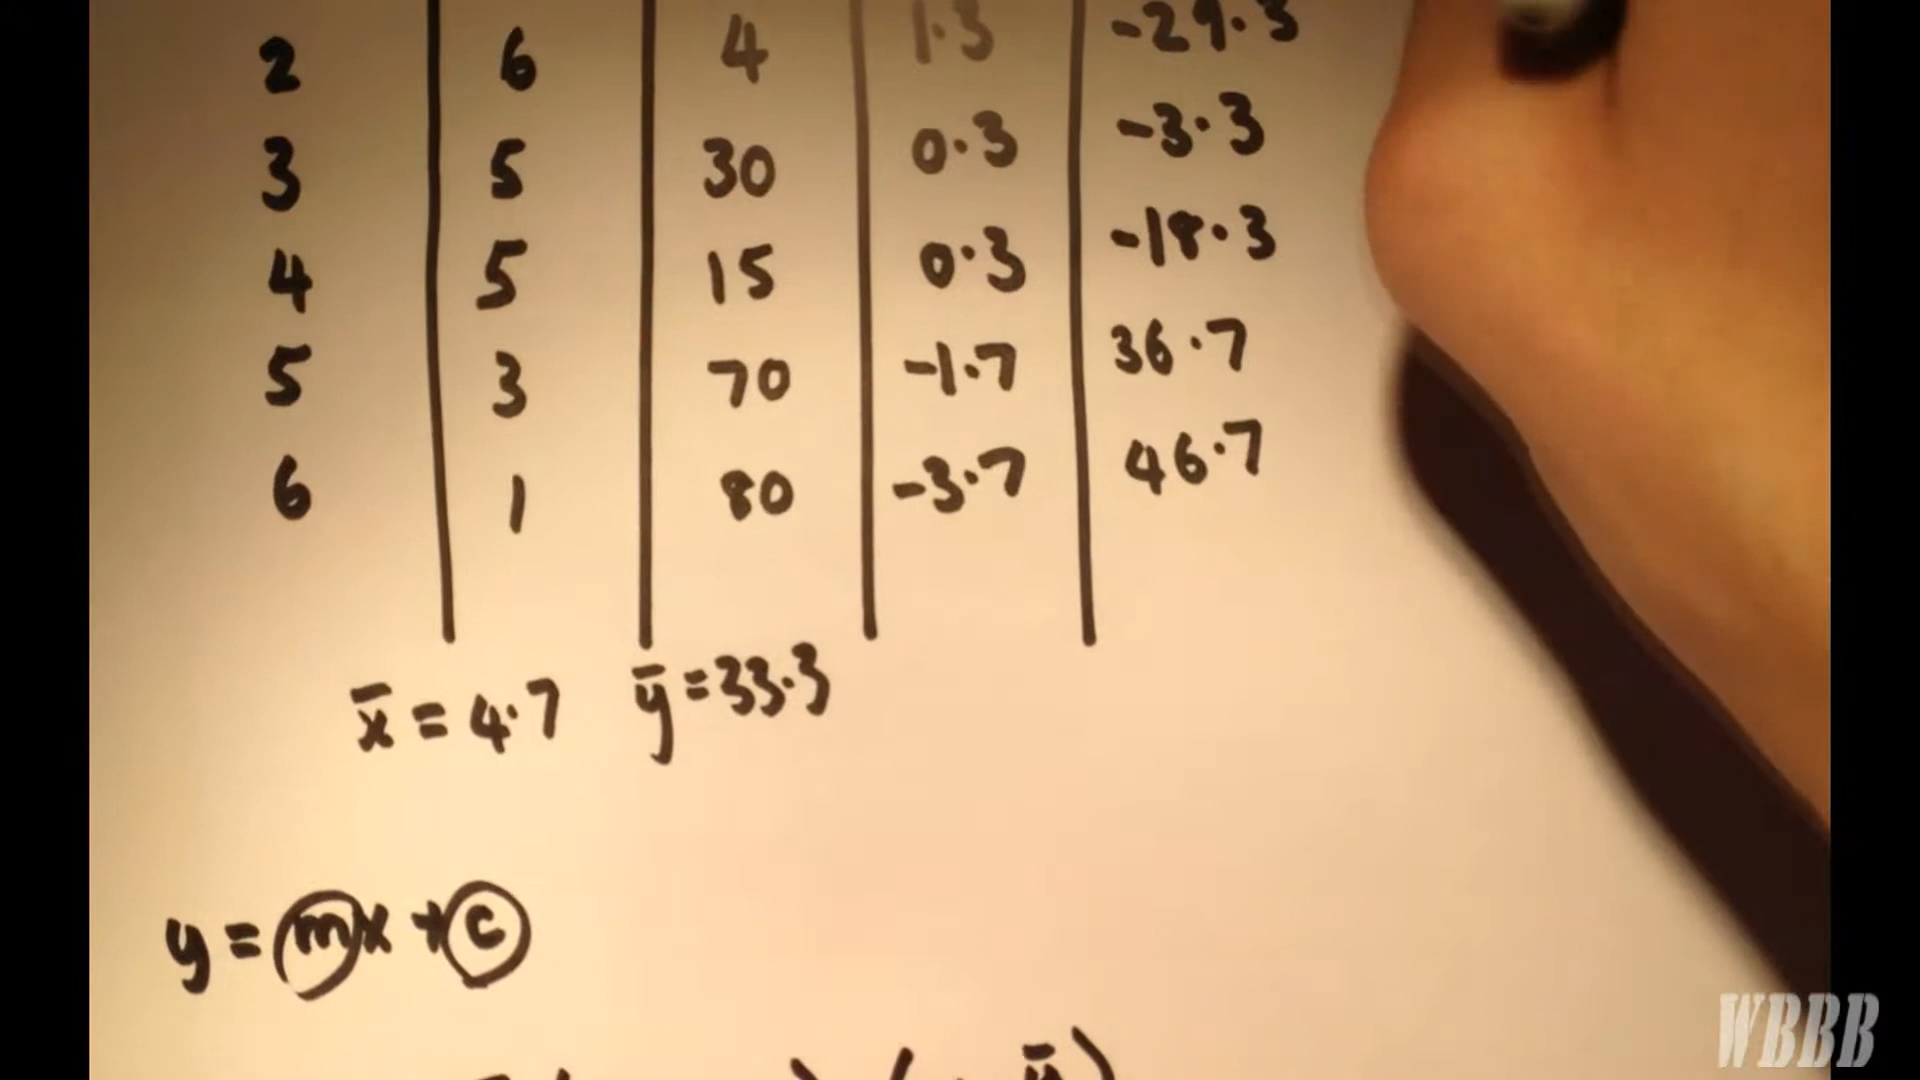 2 6 4 1.3 -29.3
3 5 30 0.3 -3.3
4 5 15 0.3 -18.3
5 3 70 -1.7 36.7
6 1 80 -3.7 46.7
x̄ = 4.7 ȳ = 33.3
y = mx + c
ȳ)
WBBB